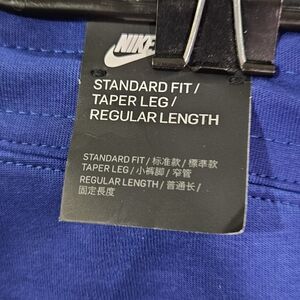 NIKE
STANDARD FIT /
TAPER LEG /
REGULAR LENGTH
STANDARD FIT / 标准款 / 標準款
TAPER LEG / 小裤脚 / 窄管
REGULAR LENGTH / 普通长 /
固定長度